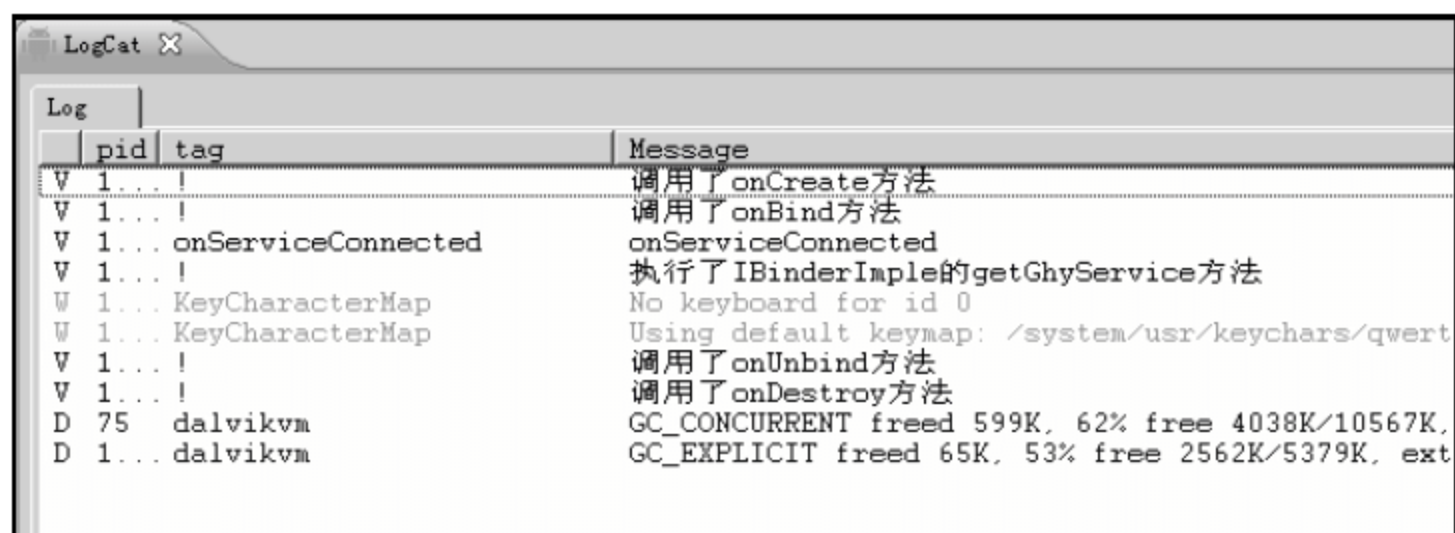 LogCat
Log
pid tag Message
V 1... ! 调用了onCreate方法
V 1... ! 调用了onBind方法
V 1... onServiceConnected onServiceConnected
V 1... ! 执行了IBinderImple的getGhyService方法
W 1... KeyCharacterMap No keyboard for id 0
W 1... KeyCharacterMap Using default keymap: /system/usr/keychars/qwert
V 1... ! 调用了onUnbind方法
V 1... ! 调用了onDestroy方法
D 75 dalvikvm GC_CONCURRENT freed 599K, 62% free 4038K/10567K,
D 1... dalvikvm GC_EXPLICIT freed 65K, 53% free 2562K/5379K, ext